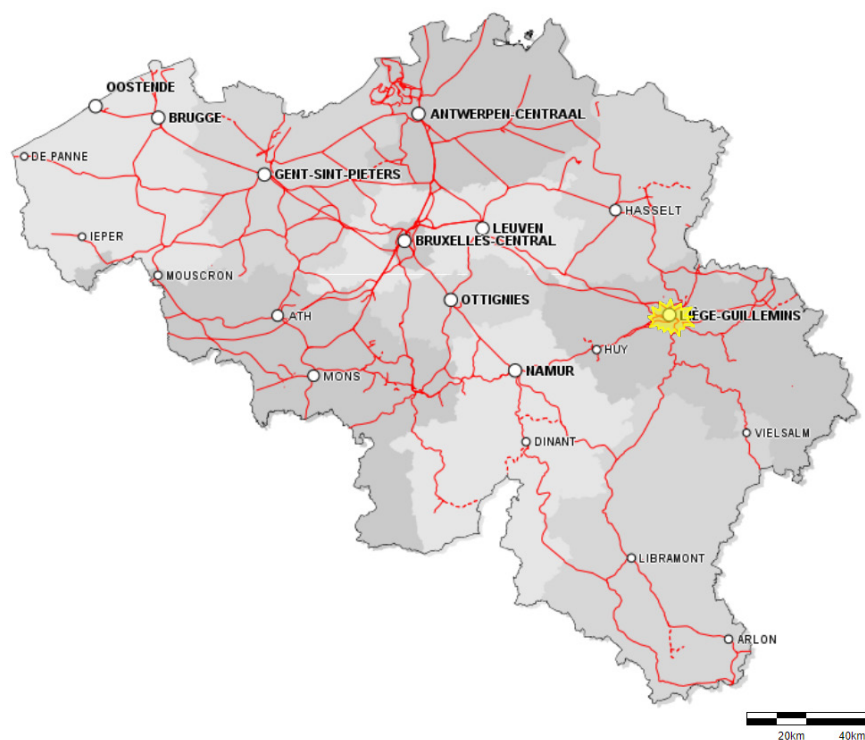 OOSTENDE
BRUGGE
ANTWERPEN-CENTRAAL
DE PANNE
GENT-SINT-PIETERS
HASSELT
LEUVEN
IEPER
BRUXELLES-CENTRAL
MOUSCRON
OTTIGNIES
ATH
LIÈGE-GUILLEMINS
HUY
NAMUR
MONS
VIELSALM
DINANT
LIBRAMONT
ARLON
20km 40km